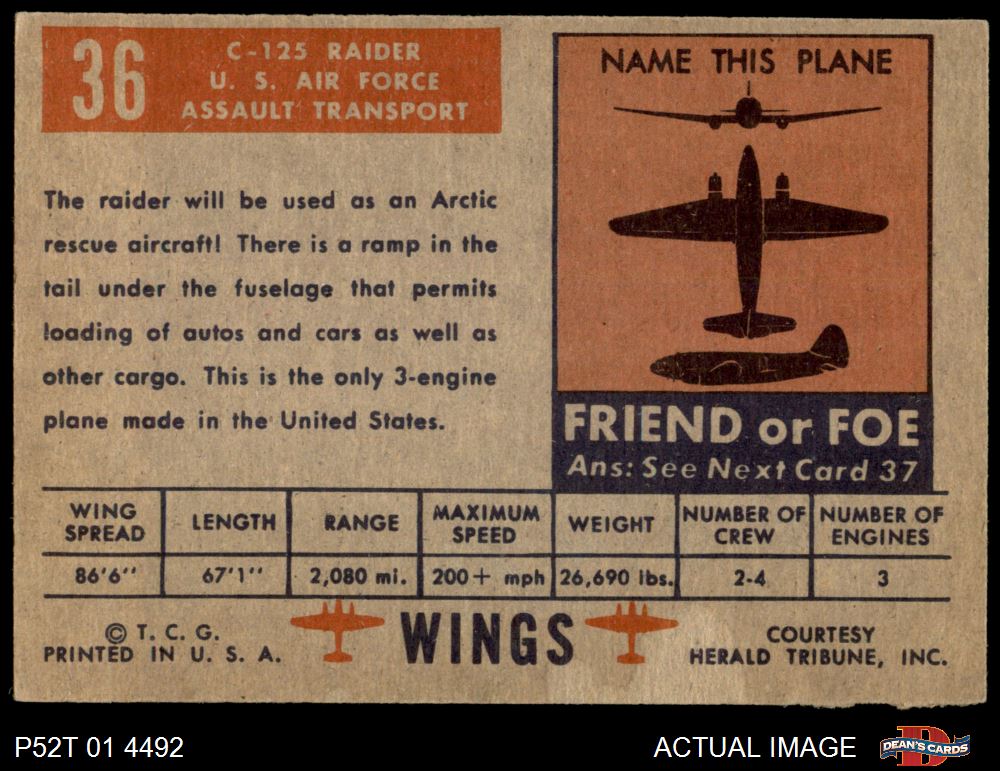 36
C-125 RAIDER
U. S. AIR FORCE
ASSAULT TRANSPORT
The raider will be used as an Arctic
rescue aircraft! There is a ramp in the
tail under the fuselage that permits
loading of autos and cars as well as
other cargo. This is the only 3-engine
plane made in the United States.
NAME THIS PLANE
FRIEND or FOE
Ans: See Next Card 37
WING SPREAD LENGTH RANGE MAXIMUM SPEED WEIGHT NUMBER OF CREW NUMBER OF ENGINES
86'6'' 67'1'' 2,080 mi. 200+ mph 26,690 lbs. 2-4 3
© T. C. G.
PRINTED IN U. S. A.
WINGS
COURTESY
HERALD TRIBUNE, INC.
P52T 01 4492
ACTUAL IMAGE
DEAN'S CARDS